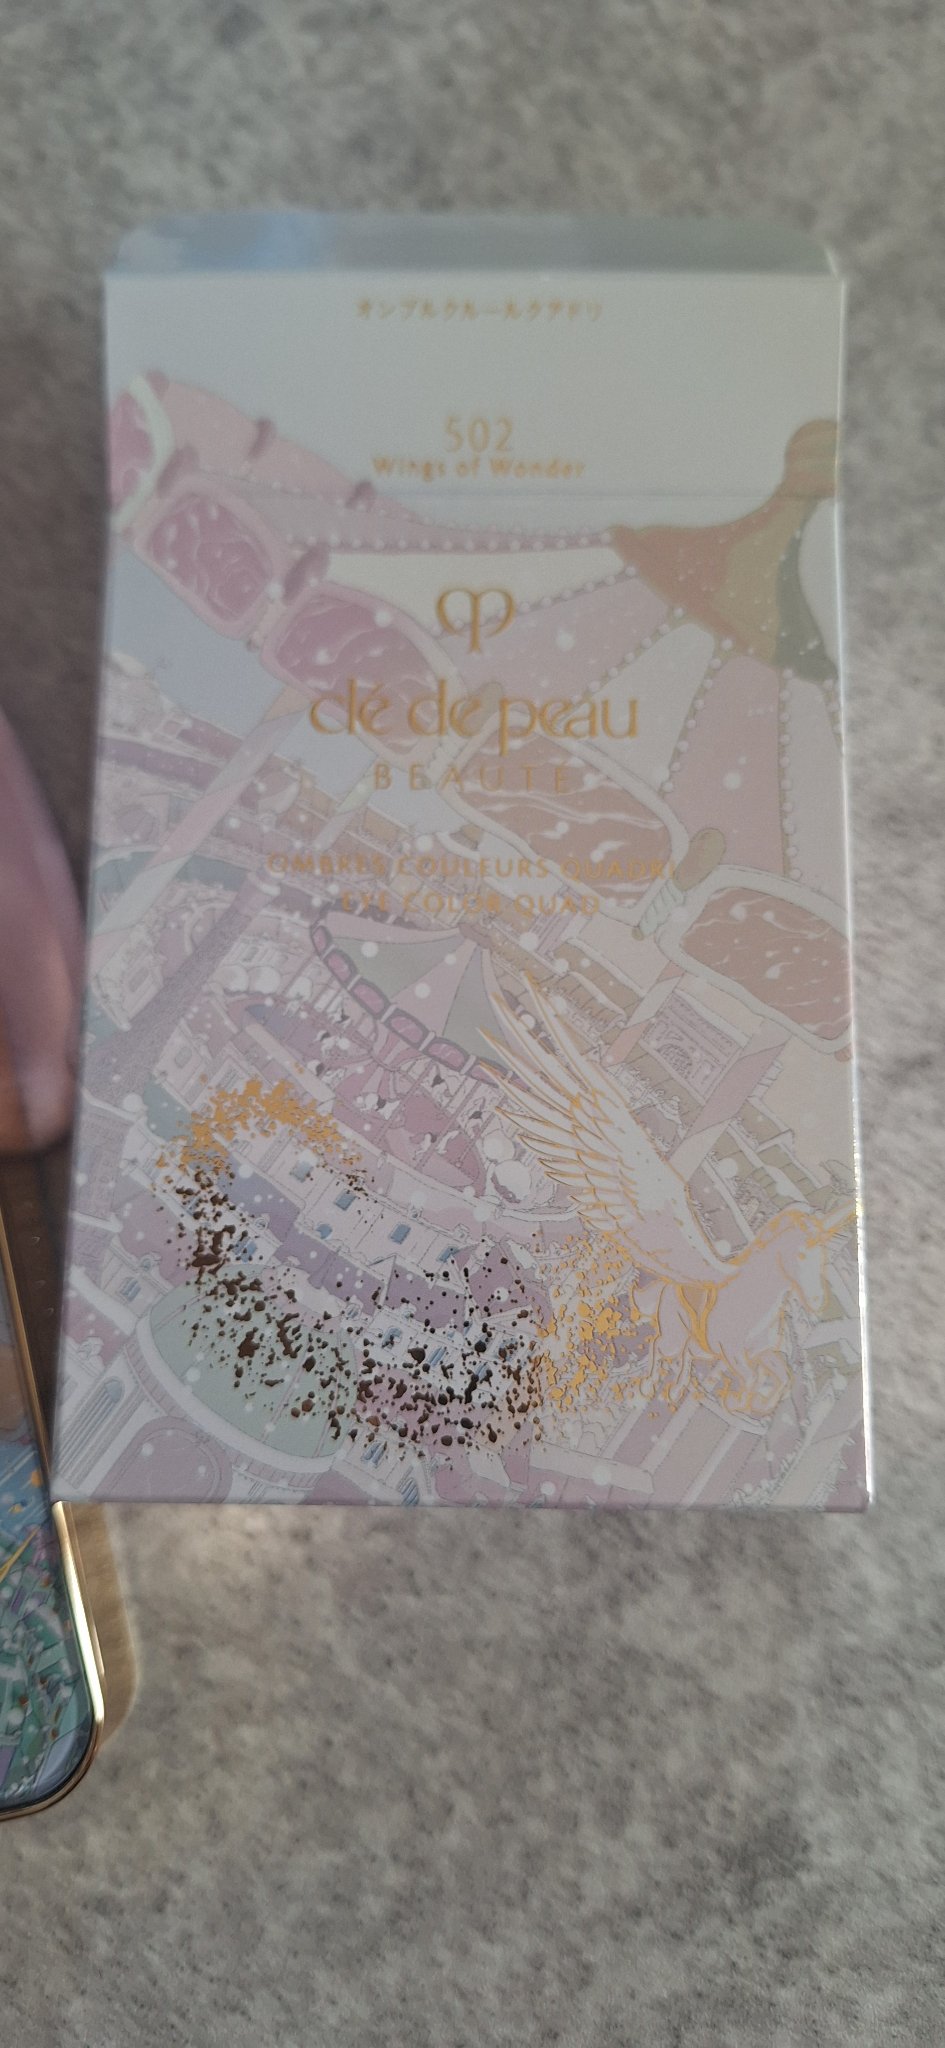 オンブルクルールクアドリ
502
Wings of Wonder
clé de peau
BEAUTÉ
OMBRES COULEURS QUADRI
EYE COLOR QUAD